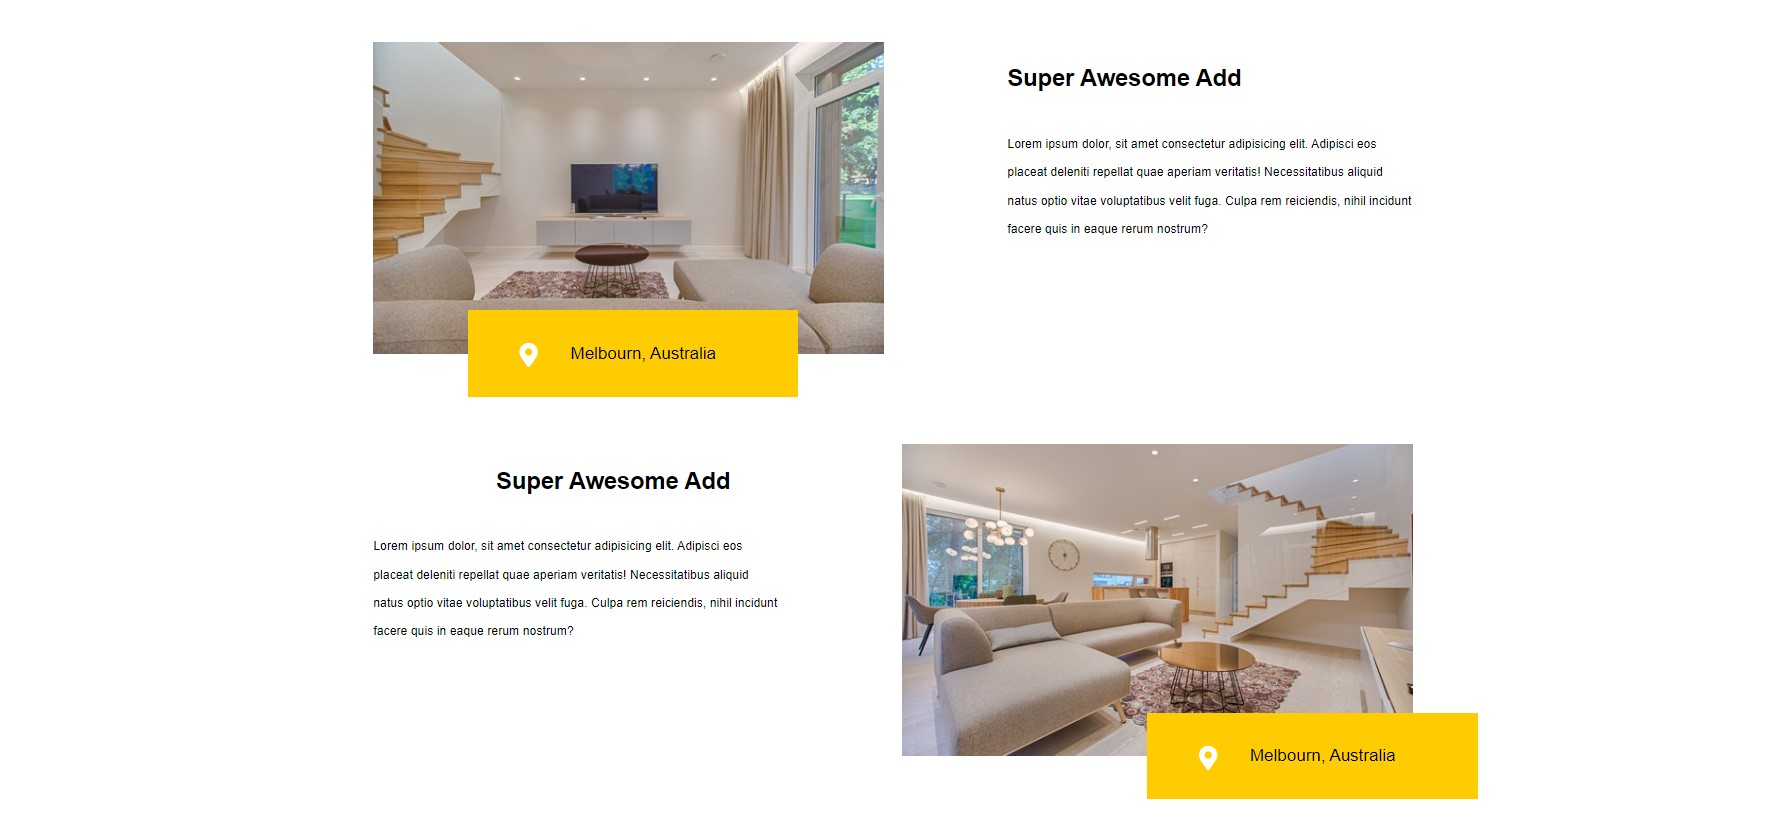 Super Awesome Add
Lorem ipsum dolor, sit amet consectetur adipisicing elit. Adipisci eos
placeat deleniti repellat quae aperiam veritatis! Necessitatibus aliquid
natus optio vitae voluptatibus velit fuga. Culpa rem reiciendis, nihil incidunt
facere quis in eaque rerum nostrum?
Melbourn, Australia
Super Awesome Add
Lorem ipsum dolor, sit amet consectetur adipisicing elit. Adipisci eos
placeat deleniti repellat quae aperiam veritatis! Necessitatibus aliquid
natus optio vitae voluptatibus velit fuga. Culpa rem reiciendis, nihil incidunt
facere quis in eaque rerum nostrum?
Melbourn, Australia